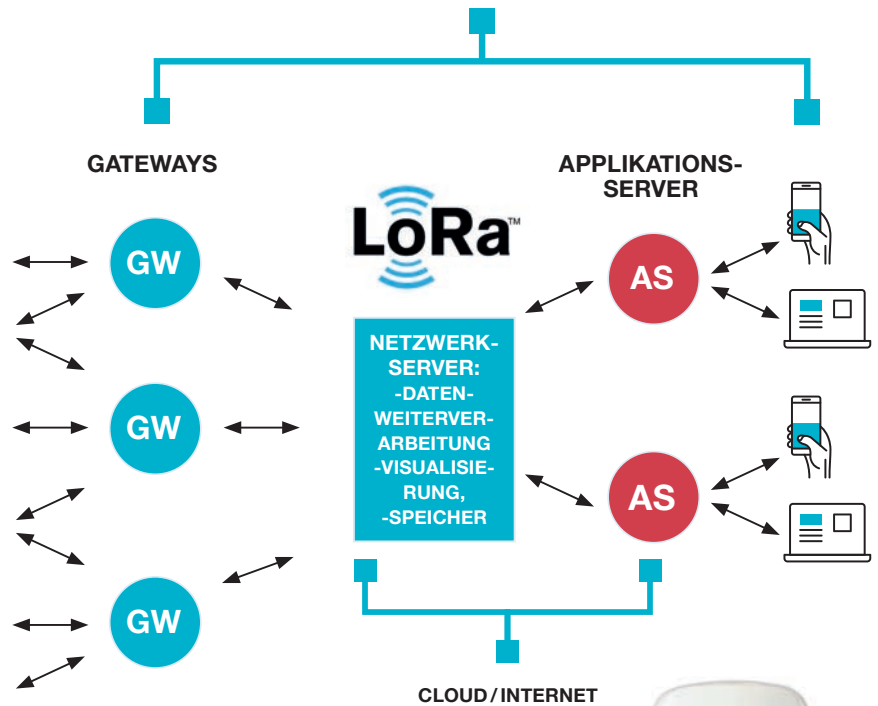 GATEWAYS
APPLIKATIONS-
SERVER
LoRa™
GW
GW
GW
NETZWERK-
SERVER:
-DATEN-
WEITERVER-
ARBEITUNG
-VISUALISIE-
RUNG,
-SPEICHER
AS
AS
CLOUD/INTERNET